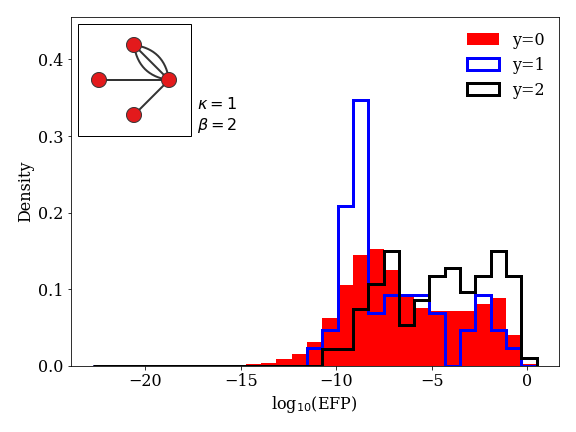 κ = 1
β = 2
y=0
y=1
y=2
0.4
0.3
0.2
0.1
0.0
Density
−20 −15 −10 −5 0
log₁₀(EFP)